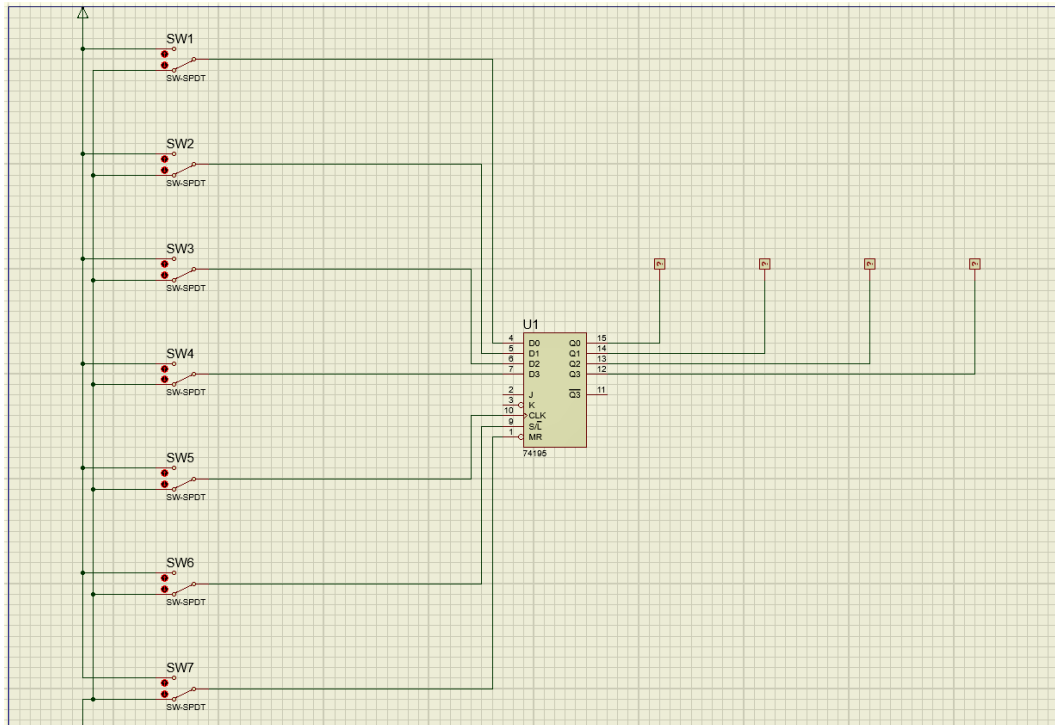 SW1
SW-SPDT
SW2
SW-SPDT
SW3
SW-SPDT
? ? ? ?
U1
4 D0 Q0 15
5 D1 Q1 14
6 D2 Q2 13
SW4
7 D3 Q3 12
SW-SPDT
2 J Q3 11
3 K
10 CLK
9 S/L
1 MR
74195
SW5
SW-SPDT
SW6
SW-SPDT
SW7
SW-SPDT